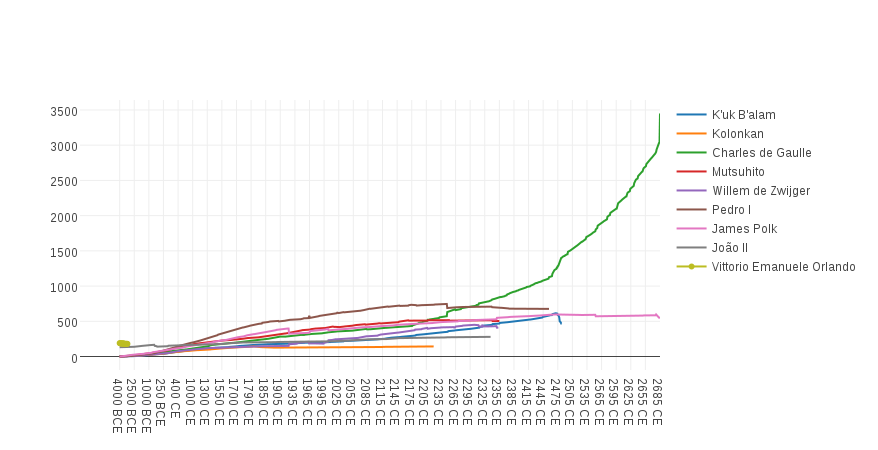 3500
3000
2500
2000
1500
1000
500
0
4000 BCE
2500 BCE
1000 BCE
250 BCE
400 CE
1000 CE
1300 CE
1550 CE
1700 CE
1790 CE
1850 CE
1905 CE
1935 CE
1965 CE
1995 CE
2025 CE
2055 CE
2085 CE
2115 CE
2145 CE
2175 CE
2205 CE
2235 CE
2265 CE
2295 CE
2325 CE
2355 CE
2385 CE
2415 CE
2445 CE
2475 CE
2505 CE
2535 CE
2565 CE
2595 CE
2625 CE
2655 CE
2685 CE
K'uk B'alam
Kolonkan
Charles de Gaulle
Mutsuhito
Willem de Zwijger
Pedro I
James Polk
João II
Vittorio Emanuele Orlando